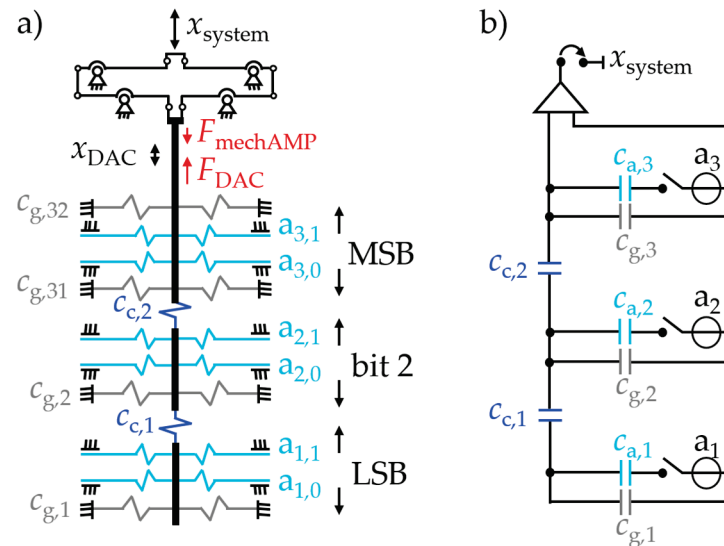 a)
x_system
F_mechAMP
x_DAC
F_DAC
c_g,32
a_3,1
MSB
a_3,0
c_g,31
c_c,2
a_2,1
bit 2
a_2,0
c_g,2
c_c,1
a_1,1
LSB
a_1,0
c_g,1
b)
x_system
c_a,3
a_3
c_g,3
c_c,2
c_a,2
a_2
c_g,2
c_c,1
c_a,1
a_1
c_g,1